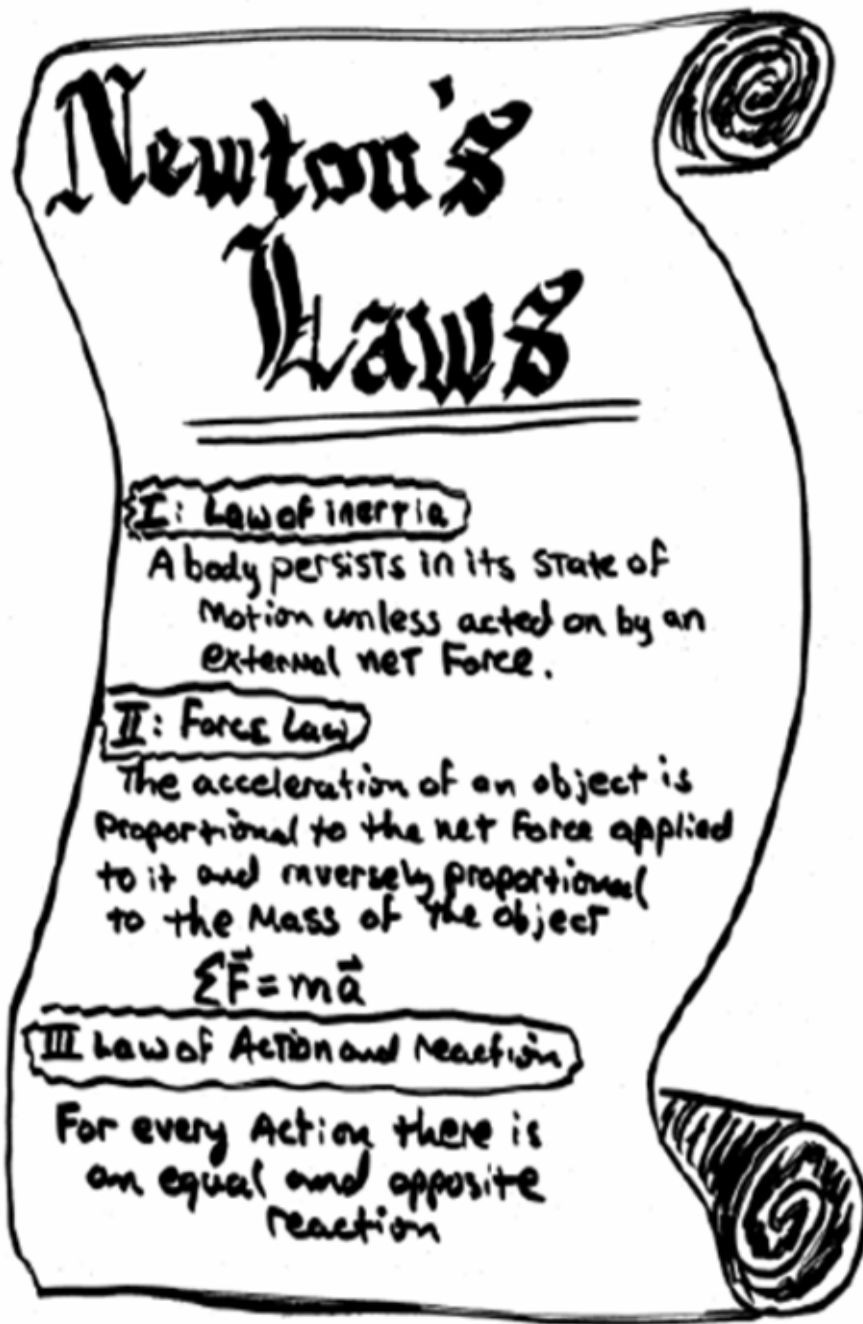 Newton's
Laws
I: Law of inertia
A body persists in its state of
motion unless acted on by an
external net Force.
II: Force Law
The acceleration of an object is
proportional to the net Force applied
to it and inversely proportional
to the Mass of the object
∑F⃗ = ma⃗
III Law of Action and reaction
For every Action there is
an equal and opposite
reaction